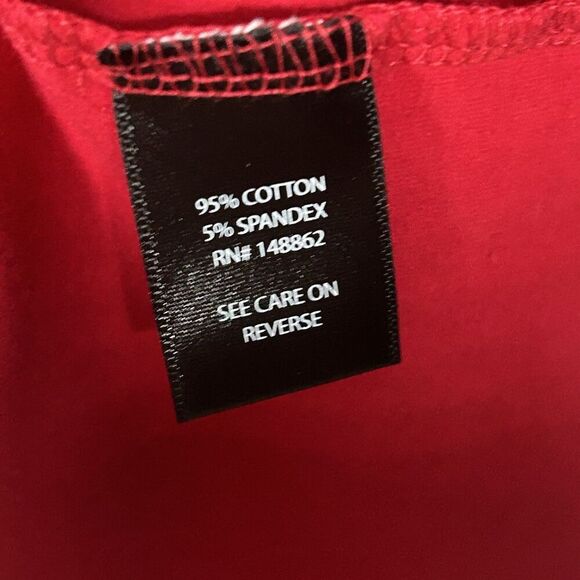 95% COTTON
5% SPANDEX
RN# 148862
SEE CARE ON
REVERSE